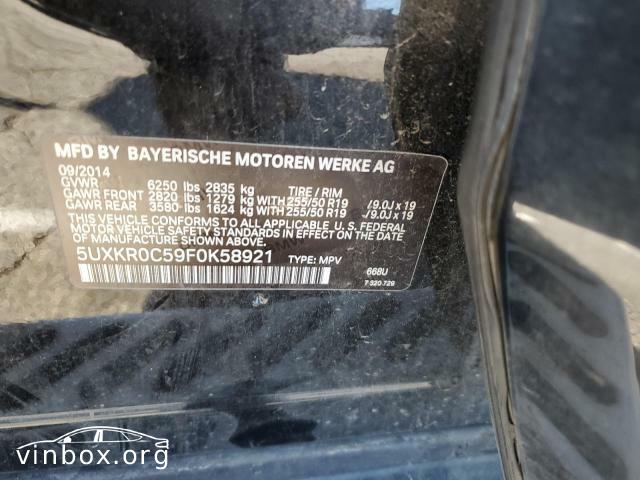 MFD BY BAYERISCHE MOTOREN WERKE AG
09/2014
GVWR 6250 lbs 2835 kg TIRE / RIM
GAWR FRONT 2820 lbs 1279 kg WITH 255/50 R19 /9.0J x 19
GAWR REAR 3580 lbs 1624 kg WITH 255/50 R19 /9.0J x 19
THIS VEHICLE CONFORMS TO ALL APPLICABLE U.S. FEDERAL
MOTOR VEHICLE SAFETY STANDARDS IN EFFECT ON THE
DATE OF MANUFACTURE SHOWN ABOVE.
5UXKR0C59F0K58921 TYPE: MPV
668U
7 320 729
vinbox.org